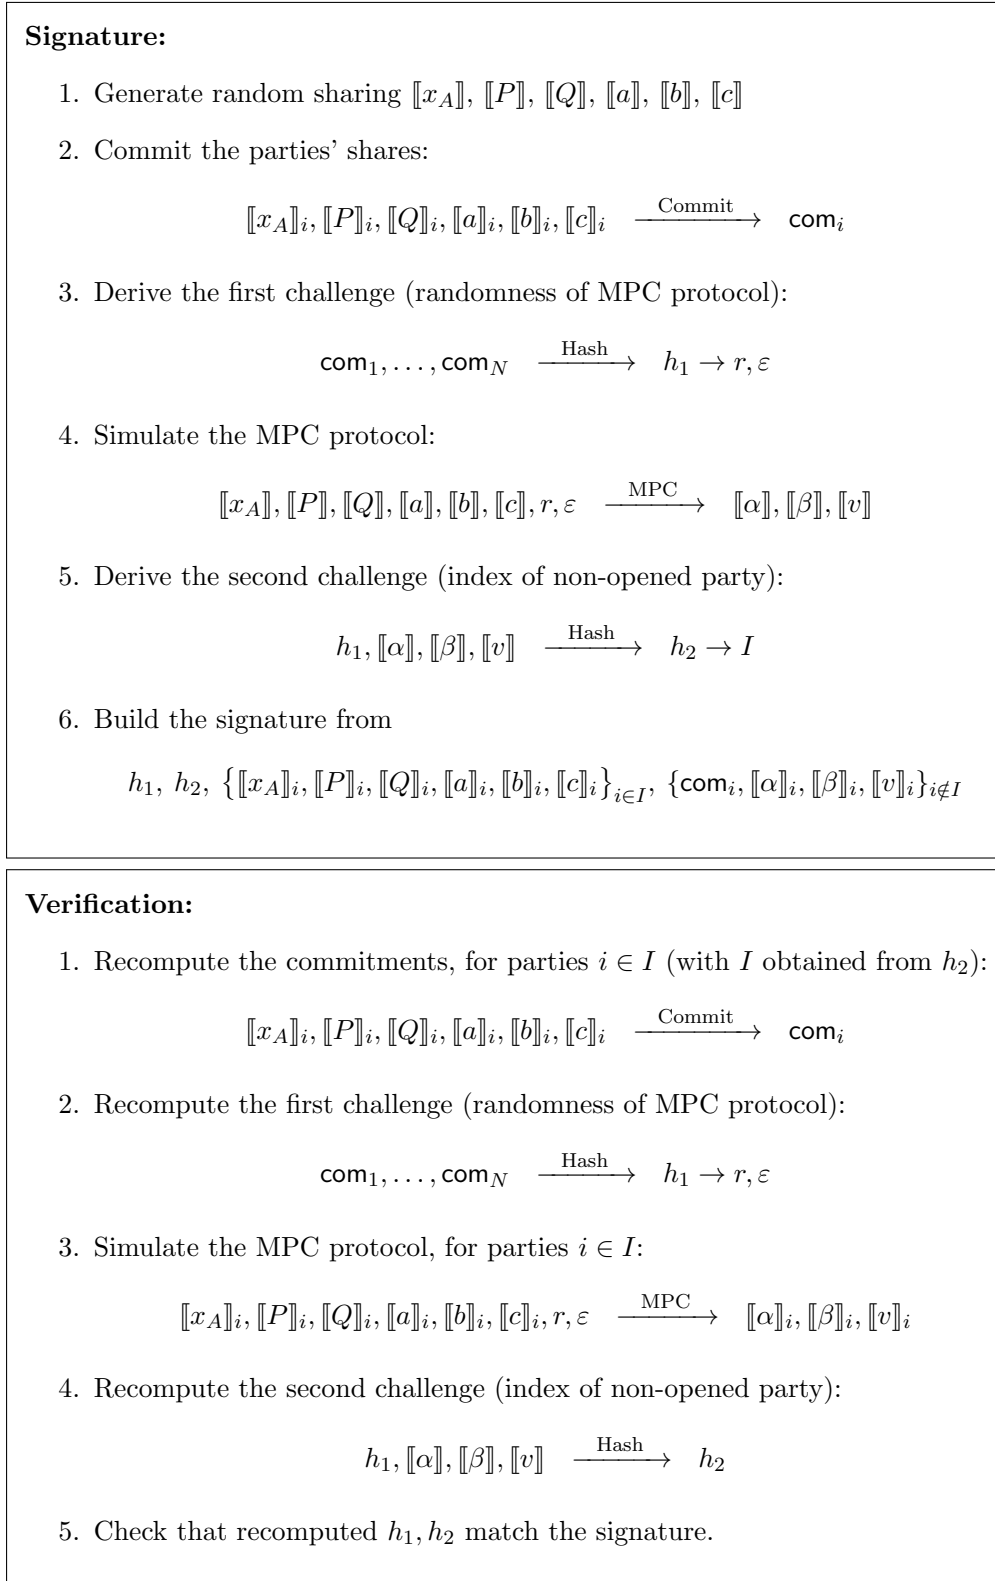 Signature:
1. Generate random sharing ⟦x_A⟧, ⟦P⟧, ⟦Q⟧, ⟦a⟧, ⟦b⟧, ⟦c⟧
2. Commit the parties' shares:
⟦x_A⟧_i, ⟦P⟧_i, ⟦Q⟧_i, ⟦a⟧_i, ⟦b⟧_i, ⟦c⟧_i —Commit→ com_i
3. Derive the first challenge (randomness of MPC protocol):
com_1, …, com_N —Hash→ h_1 → r, ε
4. Simulate the MPC protocol:
⟦x_A⟧, ⟦P⟧, ⟦Q⟧, ⟦a⟧, ⟦b⟧, ⟦c⟧, r, ε —MPC→ ⟦α⟧, ⟦β⟧, ⟦v⟧
5. Derive the second challenge (index of non-opened party):
h_1, ⟦α⟧, ⟦β⟧, ⟦v⟧ —Hash→ h_2 → I
6. Build the signature from
h_1, h_2, {⟦x_A⟧_i, ⟦P⟧_i, ⟦Q⟧_i, ⟦a⟧_i, ⟦b⟧_i, ⟦c⟧_i}_{i∈I}, {com_i, ⟦α⟧_i, ⟦β⟧_i, ⟦v⟧_i}_{i∉I}
Verification:
1. Recompute the commitments, for parties i ∈ I (with I obtained from h_2):
⟦x_A⟧_i, ⟦P⟧_i, ⟦Q⟧_i, ⟦a⟧_i, ⟦b⟧_i, ⟦c⟧_i —Commit→ com_i
2. Recompute the first challenge (randomness of MPC protocol):
com_1, …, com_N —Hash→ h_1 → r, ε
3. Simulate the MPC protocol, for parties i ∈ I:
⟦x_A⟧_i, ⟦P⟧_i, ⟦Q⟧_i, ⟦a⟧_i, ⟦b⟧_i, ⟦c⟧_i, r, ε —MPC→ ⟦α⟧_i, ⟦β⟧_i, ⟦v⟧_i
4. Recompute the second challenge (index of non-opened party):
h_1, ⟦α⟧, ⟦β⟧, ⟦v⟧ —Hash→ h_2
5. Check that recomputed h_1, h_2 match the signature.